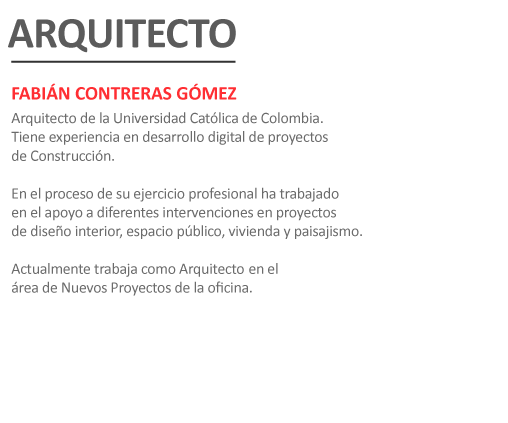 ARQUITECTO
FABIÁN CONTRERAS GÓMEZ
Arquitecto de la Universidad Católica de Colombia.
Tiene experiencia en desarrollo digital de proyectos
de Construcción.
En el proceso de su ejercicio profesional ha trabajado
en el apoyo a diferentes intervenciones en proyectos
de diseño interior, espacio público, vivienda y paisajismo.
Actualmente trabaja como Arquitecto en el
área de Nuevos Proyectos de la oficina.